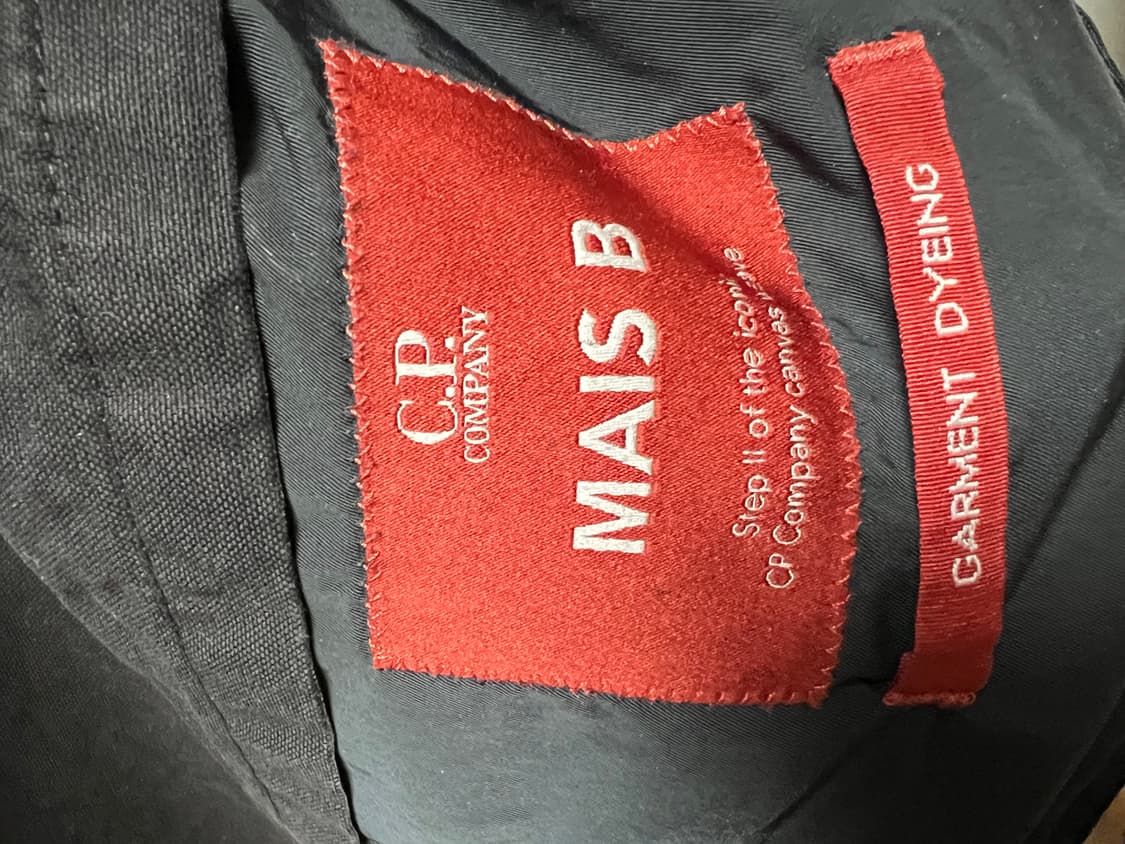 C.P.
COMPANY
MAIS B
Step II of the iconic
CP Company canvas
GARMENT DYEING